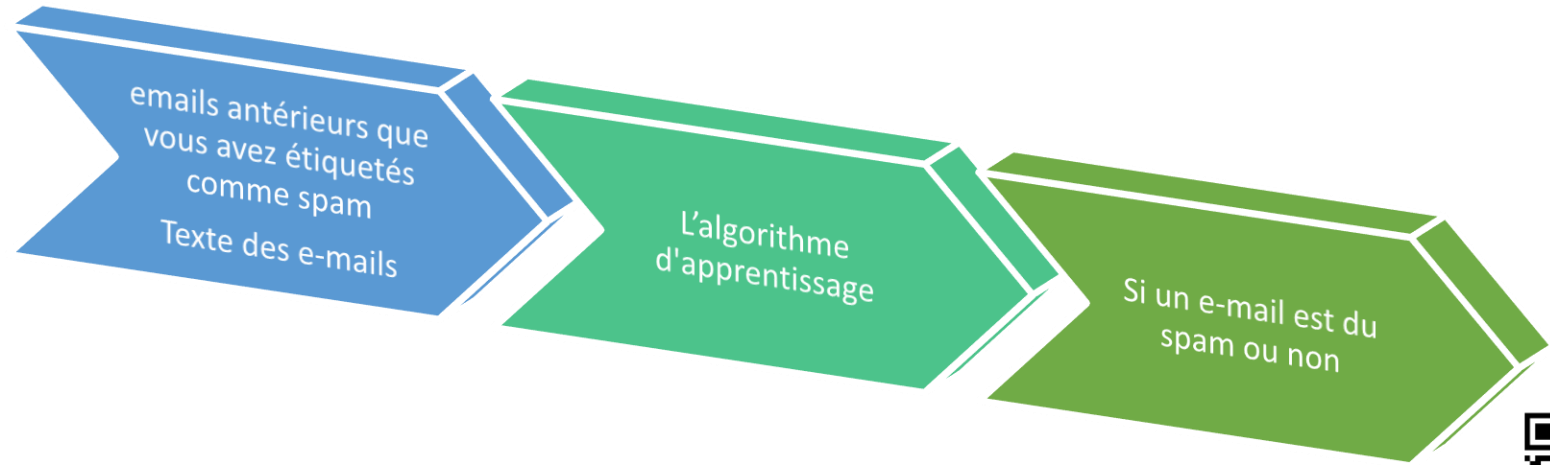 emails antérieurs que
vous avez étiquetés
comme spam
Texte des e-mails
L’algorithme
d'apprentissage
Si un e-mail est du
spam ou non